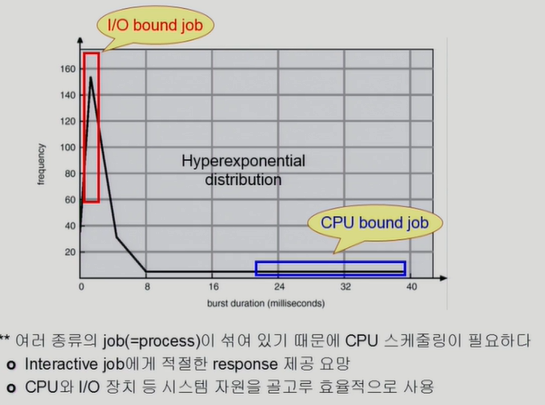 I/O bound job
160
140
120
100
80
60
40
20
frequency
Hyperexponential
distribution
CPU bound job
0 8 16 24 32 40
burst duration (milliseconds)
** 여러 종류의 job(=process)이 섞여 있기 때문에 CPU 스케줄링이 필요하다
o Interactive job에게 적절한 response 제공 요망
o CPU와 I/O 장치 등 시스템 자원을 골고루 효율적으로 사용